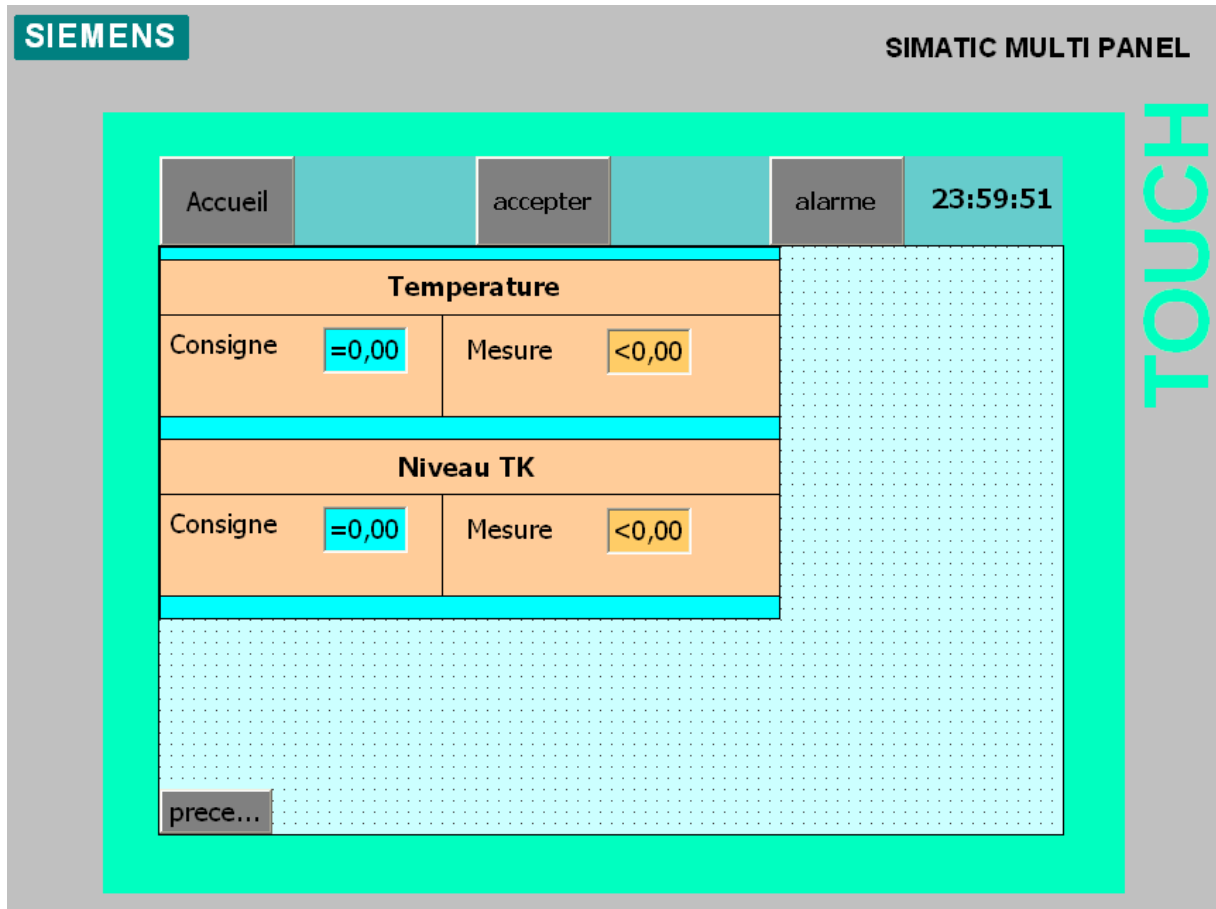 SIEMENS
SIMATIC MULTI PANEL
TOUCH
Accueil accepter alarme 23:59:51
Temperature
Consigne =0,00 Mesure <0,00
Niveau TK
Consigne =0,00 Mesure <0,00
prece...